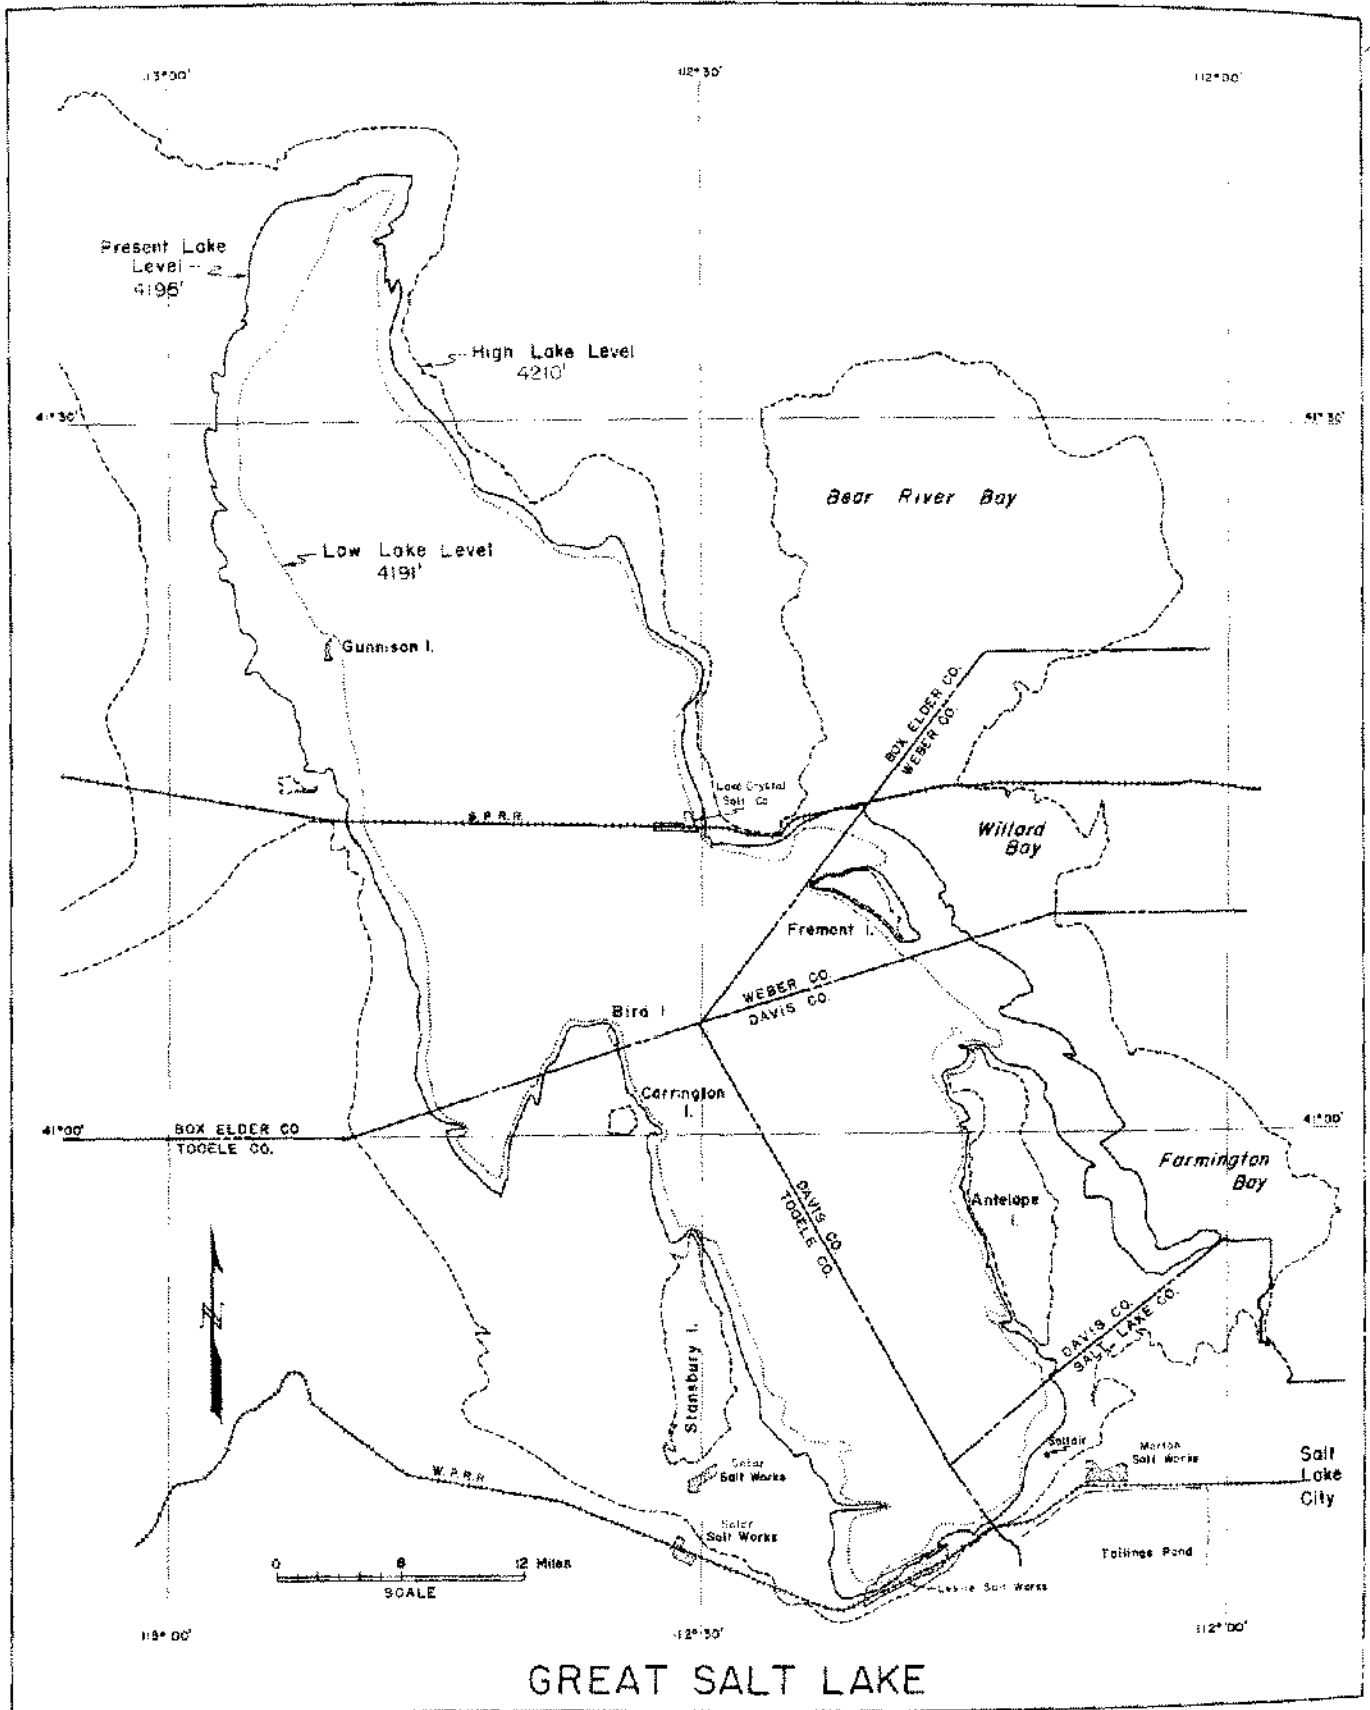 113°00'
112°30'
112°00'
Present Lake
Level
4195'
High Lake Level
4210'
41°30'
41°30'
Bear River Bay
Low Lake Level
4191'
Gunnison I.
BOX ELDER CO.
WEBER CO.
Lake Crystal
Salt Co
S.P.R.R.
Willard
Bay
Fremont I.
WEBER CO.
DAVIS CO.
Bird I
Carrington
I.
41°00'
BOX ELDER CO
TOOELE CO.
41°00'
Farmington
Bay
Antelope
I.
DAVIS CO.
TOOELE CO.
N
DAVIS CO.
SALT LAKE CO.
Stansbury I.
Saltair
Morton
Salt Works
Salt
Lake
City
W.P.R.R
Solar
Salt Works
Solar
Salt Works
Tailings Pond
0 6 12 Miles
SCALE
Leslie Salt Works
113°00'
112°30'
112°00'
GREAT SALT LAKE